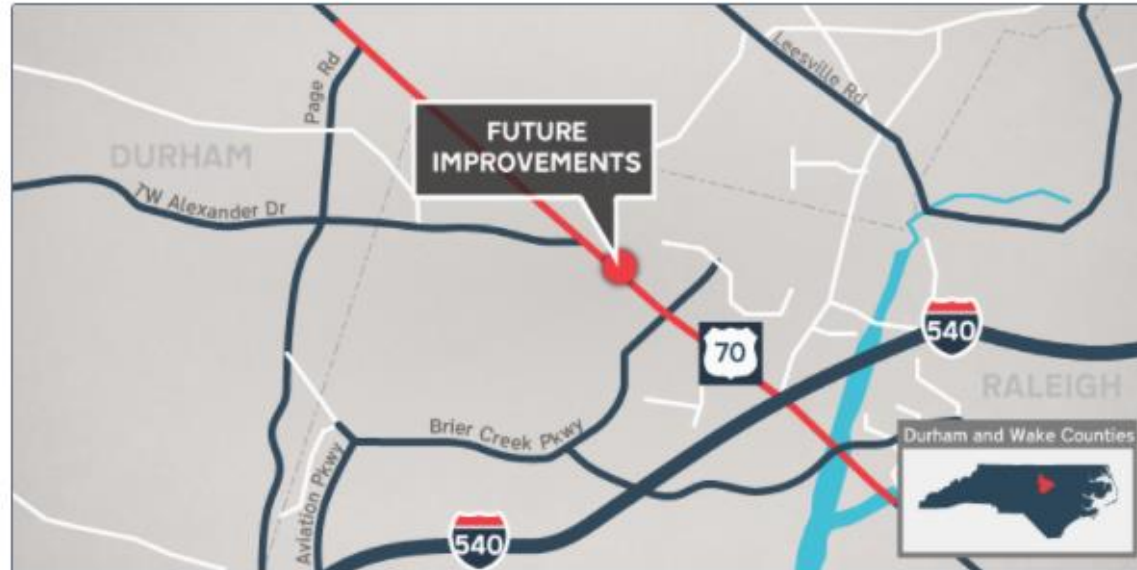 Page Rd
Leesville Rd
FUTURE
IMPROVEMENTS
DURHAM
TW Alexander Dr
70
540
RALEIGH
Brier Creek Pkwy
Durham and Wake Counties
Aviation Pkwy
540